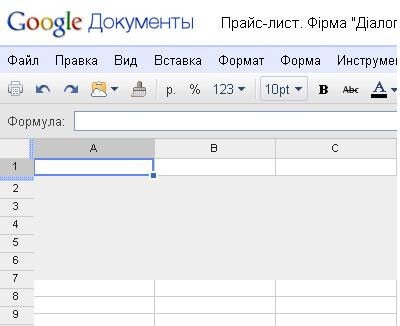 Google Документы Прайс-лист. Фірма "Діалог
Файл Правка Вид Вставка Формат Форма Инструме
р. % 123 10pt B Abc A
Формула:
A B C
1
2
3
4
5
6
7
8
9